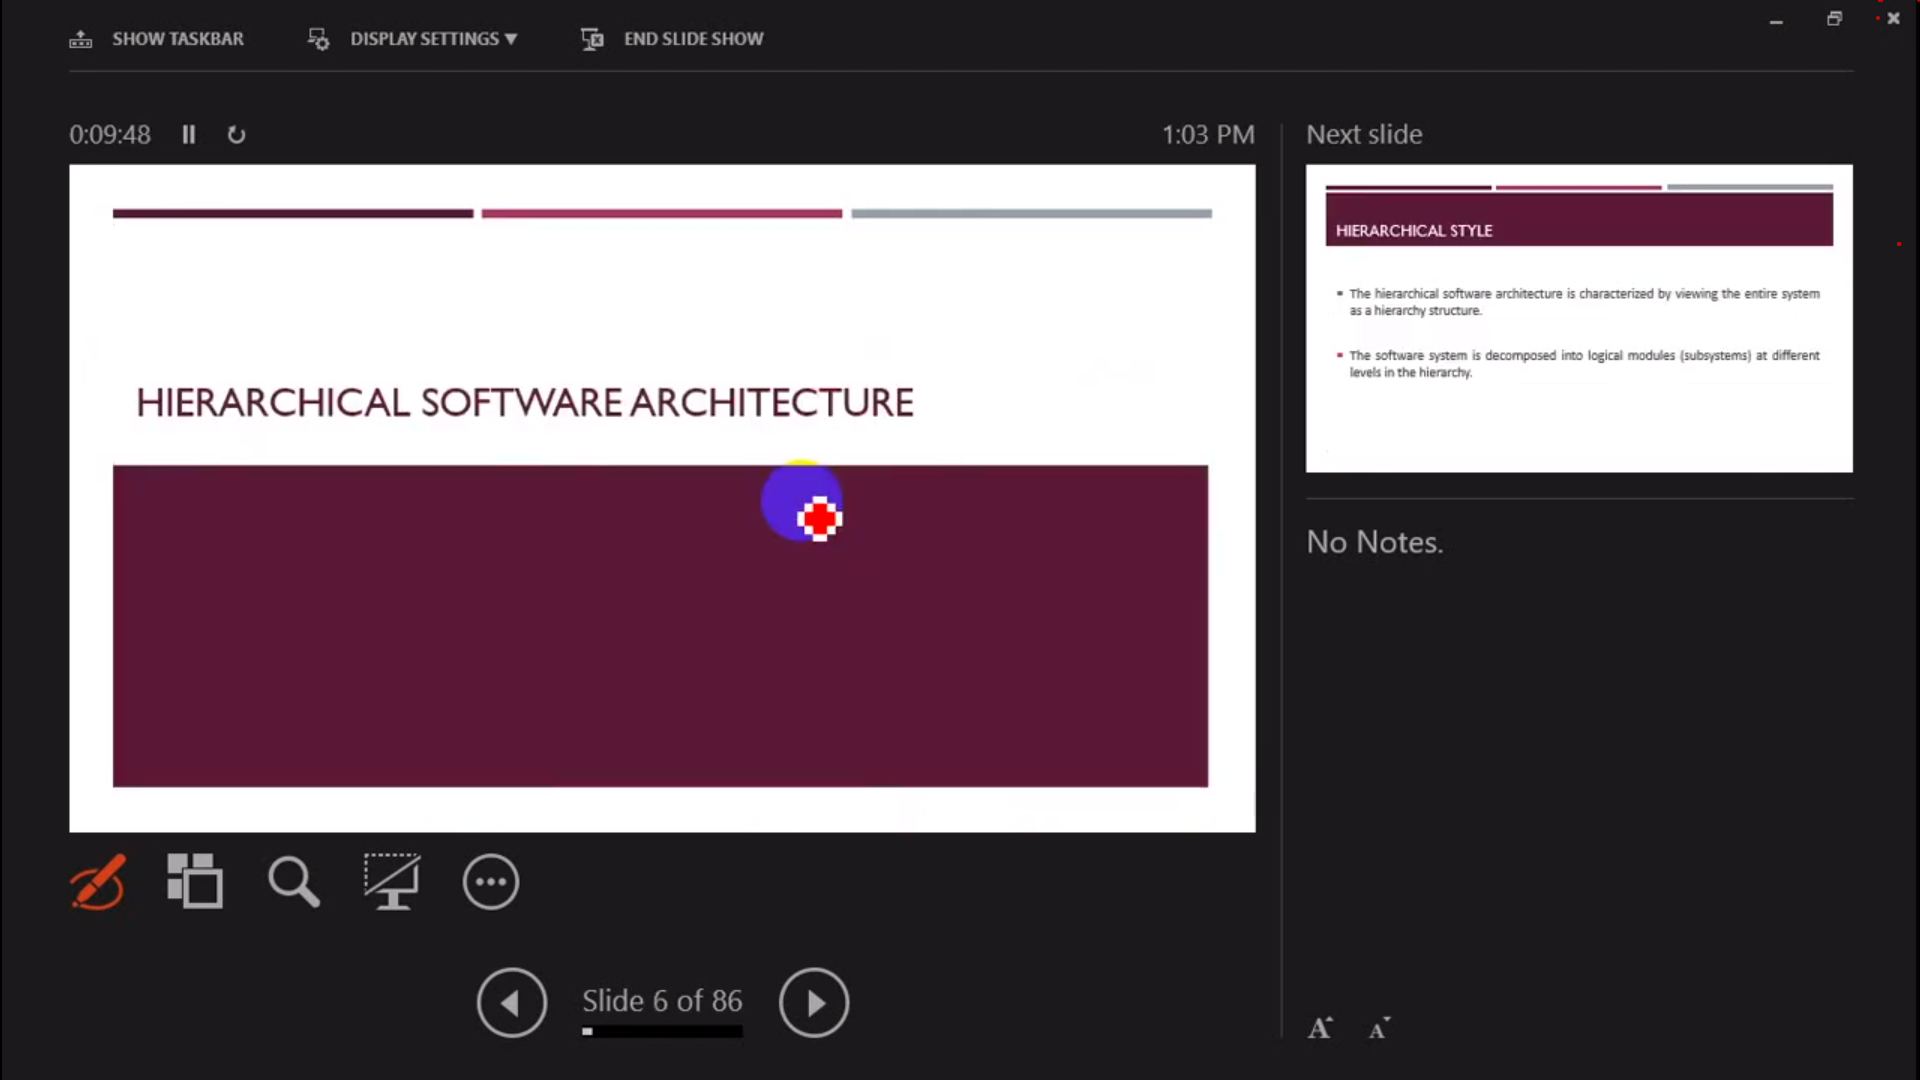 SHOW TASKBAR
DISPLAY SETTINGS ▼
END SLIDE SHOW
0:09:48
1:03 PM
Next slide
HIERARCHICAL SOFTWARE ARCHITECTURE
HIERARCHICAL STYLE
▪ The hierarchical software architecture is characterized by viewing the entire system
as a hierarchy structure.
▪ The software system is decomposed into logical modules (subsystems) at different
levels in the hierarchy.
No Notes.
Slide 6 of 86
A A